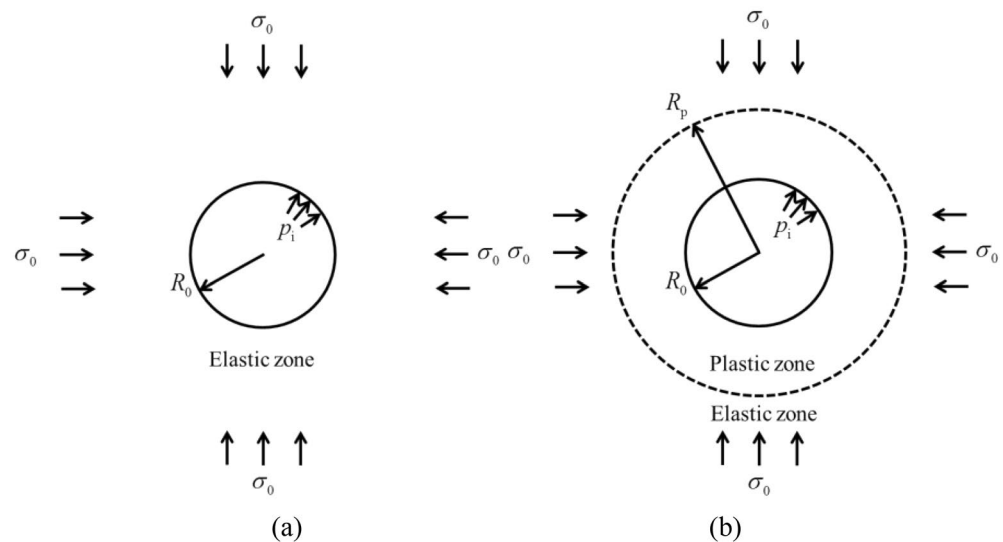 σ₀
pᵢ
σ₀
σ₀
R₀
Elastic zone
σ₀
(a)
σ₀
Rₚ
pᵢ
σ₀
σ₀
R₀
Plastic zone
Elastic zone
σ₀
(b)